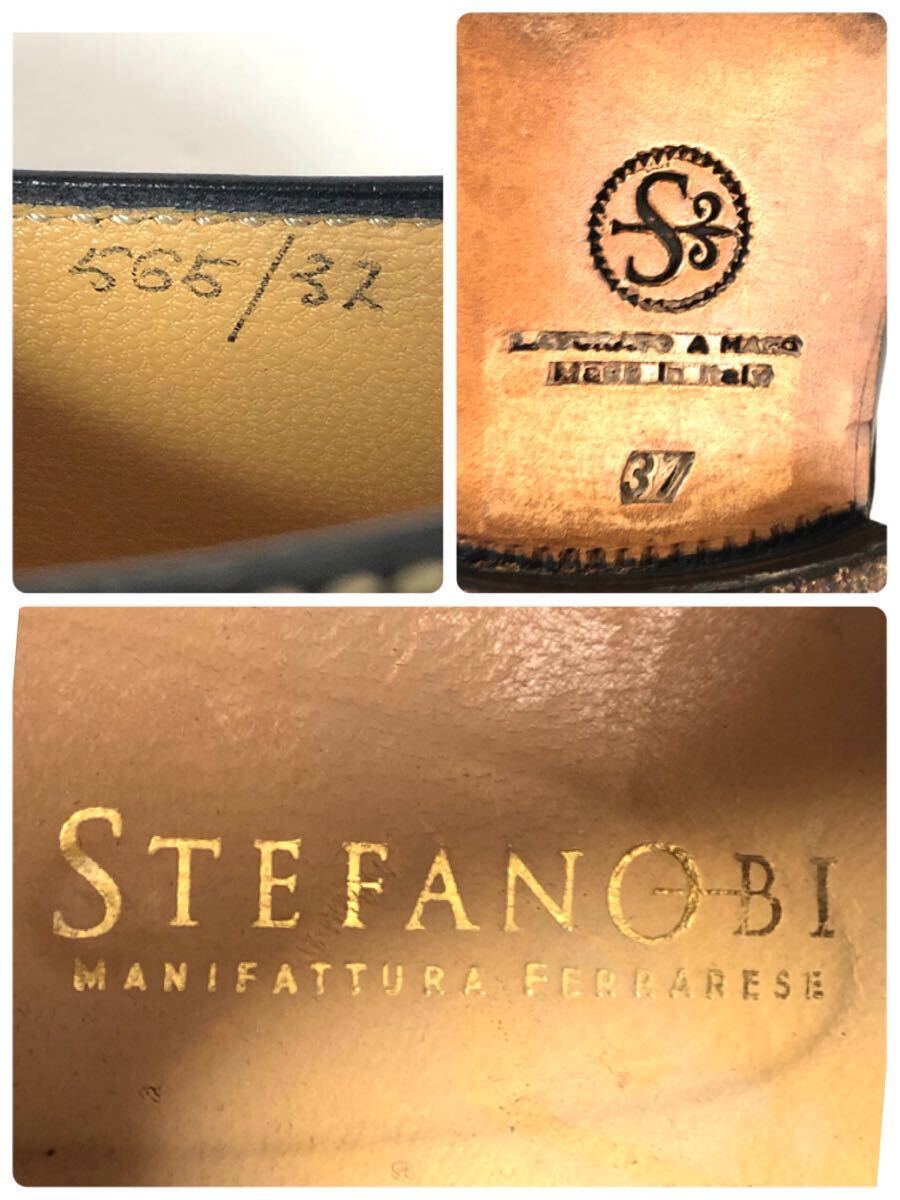 565/32
S
LAVORATO A MANO
Made in Italy
37
STEFANOBI
MANIFATTURA FERRARESE